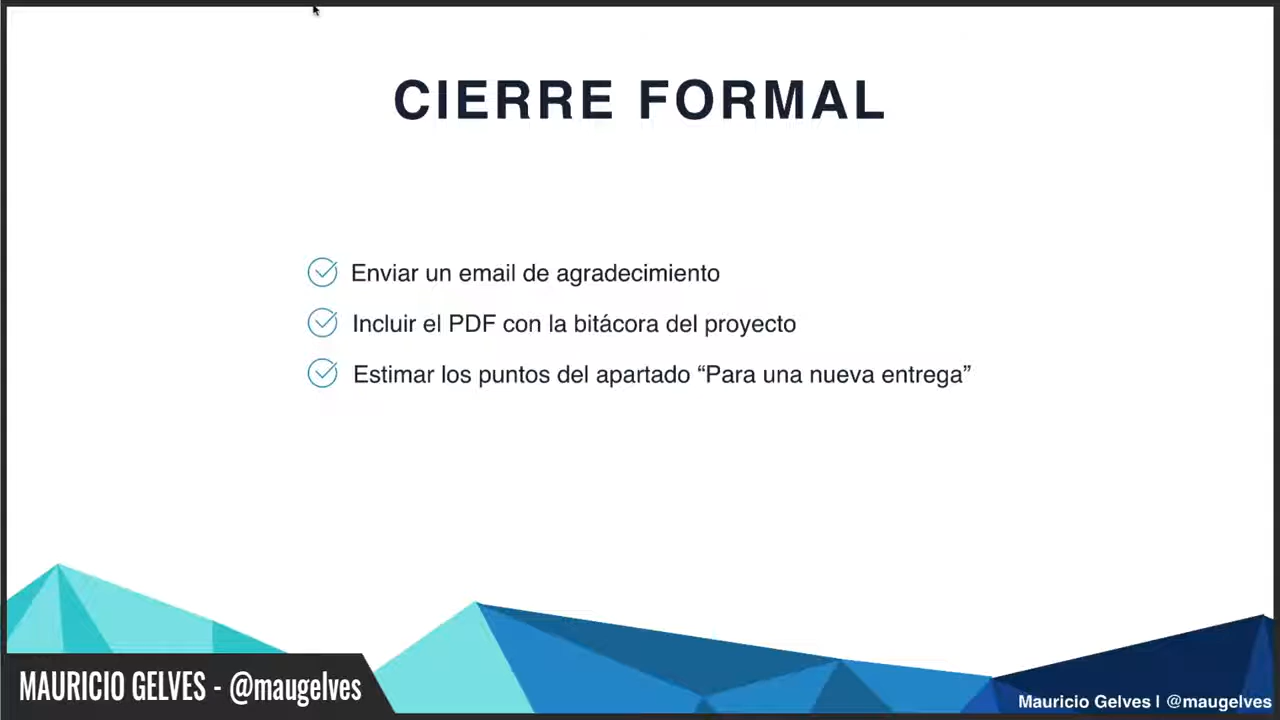 CIERRE FORMAL
Enviar un email de agradecimiento
Incluir el PDF con la bitácora del proyecto
Estimar los puntos del apartado “Para una nueva entrega”
MAURICIO GELVES - @maugelves
Mauricio Gelves | @maugelves